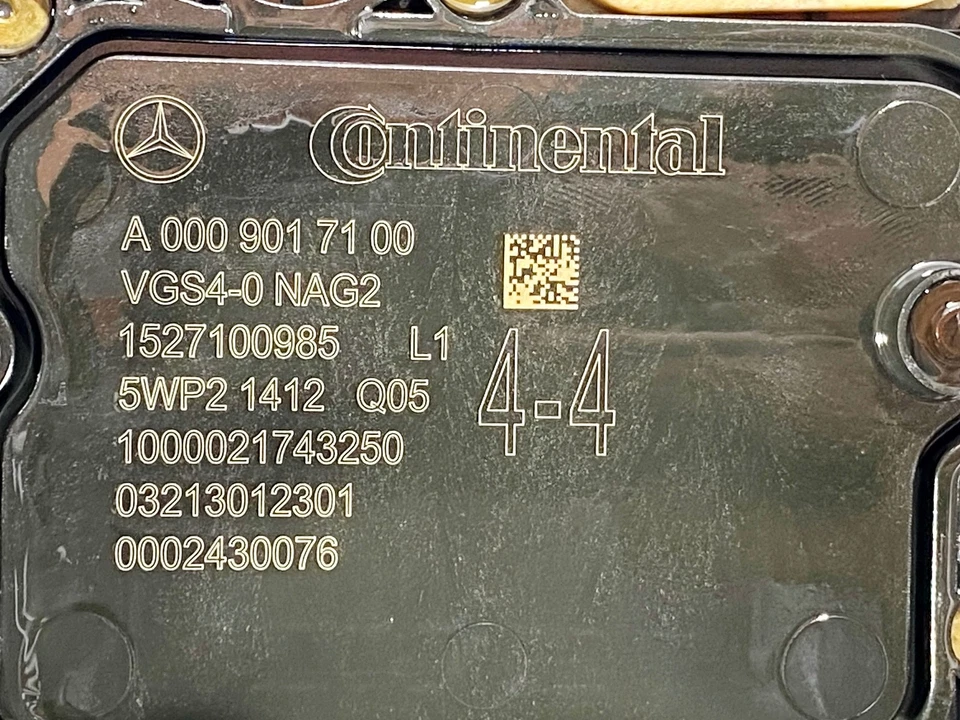 Continental
A 000 901 71 00
VGS4-0 NAG2
1527100985 L1
5WP2 1412 Q05
4-4
1000021743250
03213012301
0002430076